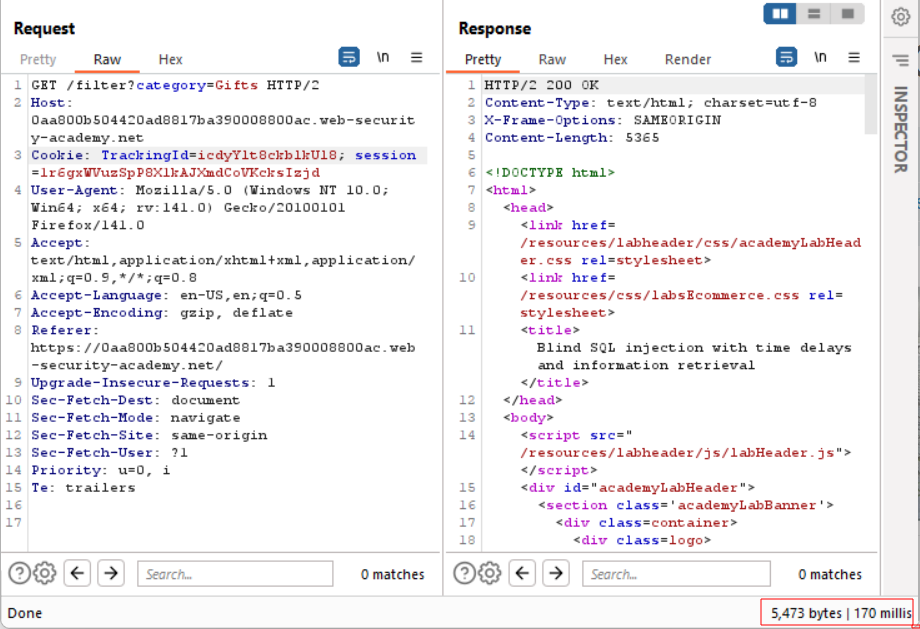 Request
Pretty Raw Hex \n
1 GET /filter?category=Gifts HTTP/2
2 Host:
0aa800b504420ad8817ba390008800ac.web-securit
y-academy.net
3 Cookie: TrackingId=icdyYlt8ckblkUl8; session
=lr6gxWVuzSpP8XlkAJXmdCoVKcksIzjd
4 User-Agent: Mozilla/5.0 (Windows NT 10.0;
Win64; x64; rv:141.0) Gecko/20100101
Firefox/141.0
5 Accept:
text/html,application/xhtml+xml,application/
xml;q=0.9,*/*;q=0.8
6 Accept-Language: en-US,en;q=0.5
7 Accept-Encoding: gzip, deflate
8 Referer:
https://0aa800b504420ad8817ba390008800ac.web
-security-academy.net/
9 Upgrade-Insecure-Requests: 1
10 Sec-Fetch-Dest: document
11 Sec-Fetch-Mode: navigate
12 Sec-Fetch-Site: same-origin
13 Sec-Fetch-User: ?1
14 Priority: u=0, i
15 Te: trailers
16
17
Search...
0 matches
Response
Pretty Raw Hex Render \n
1 HTTP/2 200 OK
2 Content-Type: text/html; charset=utf-8
3 X-Frame-Options: SAMEORIGIN
4 Content-Length: 5365
5
6 <!DOCTYPE html>
7 <html>
8 <head>
9 <link href=
/resources/labheader/css/academyLabHead
er.css rel=stylesheet>
10 <link href=
/resources/css/labsEcommerce.css rel=
stylesheet>
11 <title>
Blind SQL injection with time delays
and information retrieval
</title>
12 </head>
13 <body>
14 <script src="
/resources/labheader/js/labHeader.js">
</script>
15 <div id="academyLabHeader">
16 <section class='academyLabBanner'>
17 <div class=container>
18 <div class=logo>
Search...
0 matches
INSPECTOR
Done
5,473 bytes | 170 millis